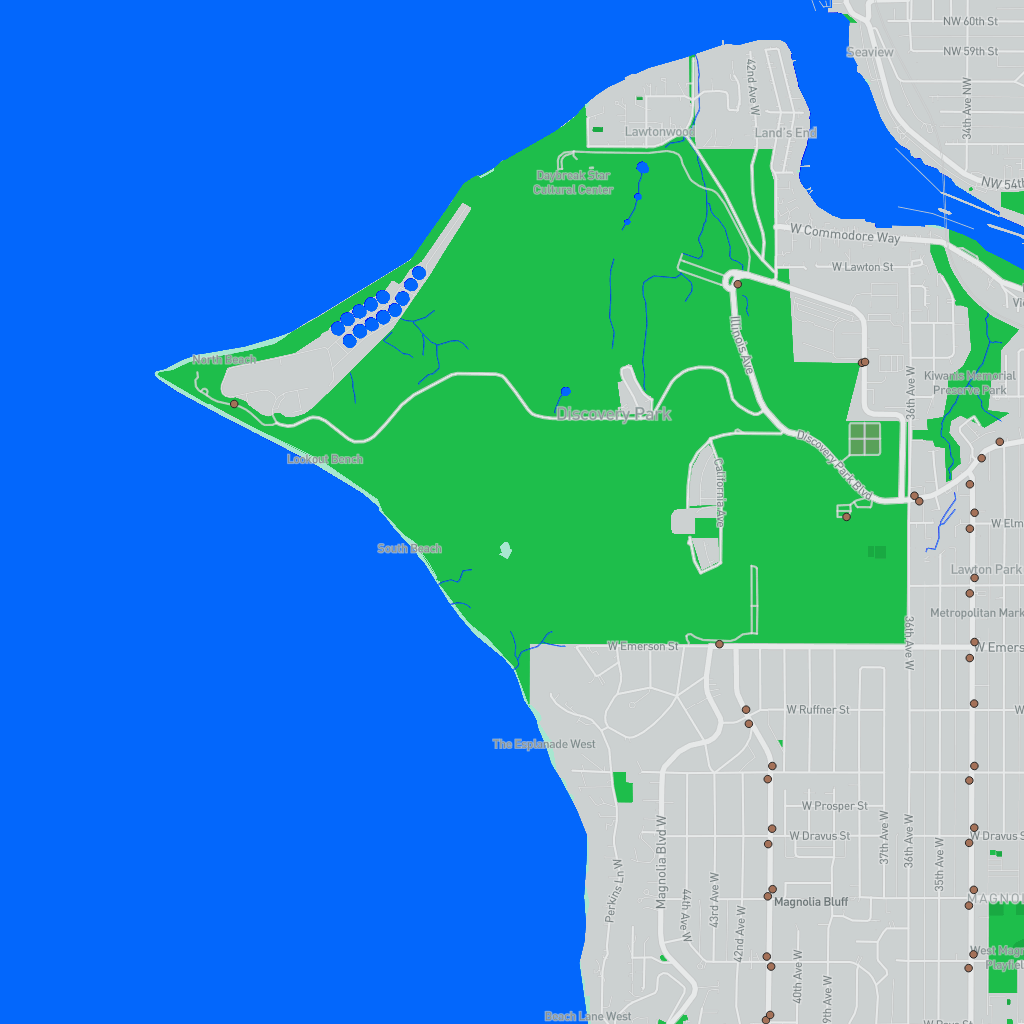 NW 60th St
Seaview
NW 59th St
42nd Ave W
34th Ave NW
Lawtonwood
Land's End
Daybreak Star
Cultural Center
NW 54th
W Commodore Way
W Lawton St
Illinois Ave
North Beach
Kiwanis Memorial
Preserve Park
36th Ave W
Discovery Park
Discovery Park Blvd
Lookout Bench
California Ave
W Elm
South Beach
Lawton Park
Metropolitan Mark
36th Ave W
W Emerson St
W Emers
W Ruffner St
The Esplanade West
W Prosper St
W Dravus St
W Dravus S
Magnolia Blvd W
37th Ave W
36th Ave W
35th Ave W
Perkins Ln W
44th Ave W
43rd Ave W
42nd Ave W
Magnolia Bluff
MAGNOL
West Magn
Playfiel
40th Ave W
9th Ave W
Beach Lane West